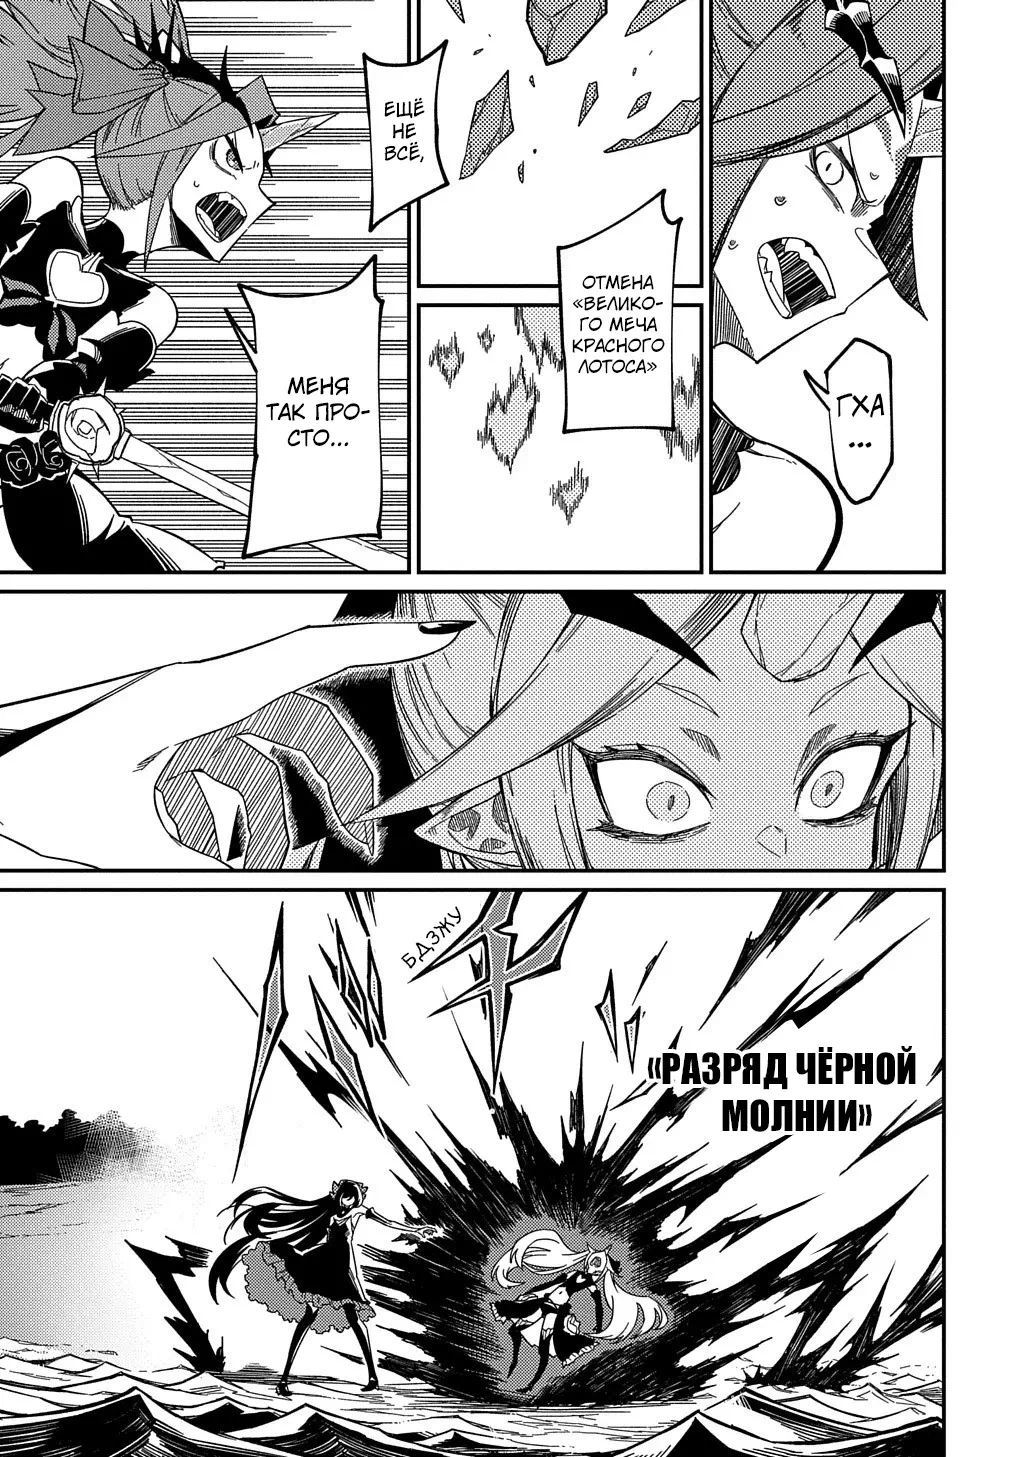 ГХА
...
ОТМЕНА
«ВЕЛИКО-
ГО МЕЧА
КРАСНОГО
ЛОТОСА»
ЕЩЁ
НЕ
ВСЁ,
МЕНЯ
ТАК ПРО-
СТО...
БДЗЖУ
«РАЗРЯД ЧЁРНОЙ
МОЛНИИ»